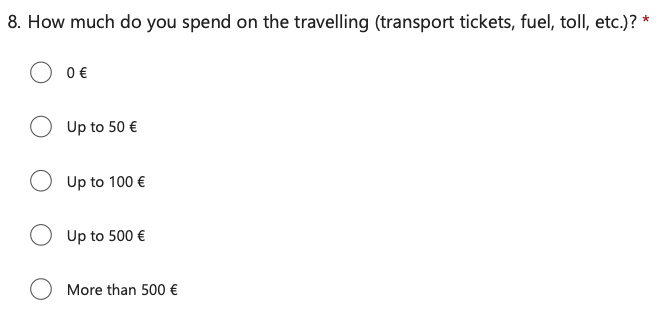 8. How much do you spend on the travelling (transport tickets, fuel, toll, etc.)? *
0 €
Up to 50 €
Up to 100 €
Up to 500 €
More than 500 €